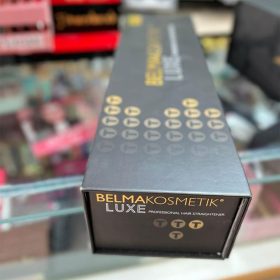 BELMAKOSMETIK
LUXE
BELMAKOSMETIK®
LUXE PROFESSIONAL HAIR STRAIGHTENER